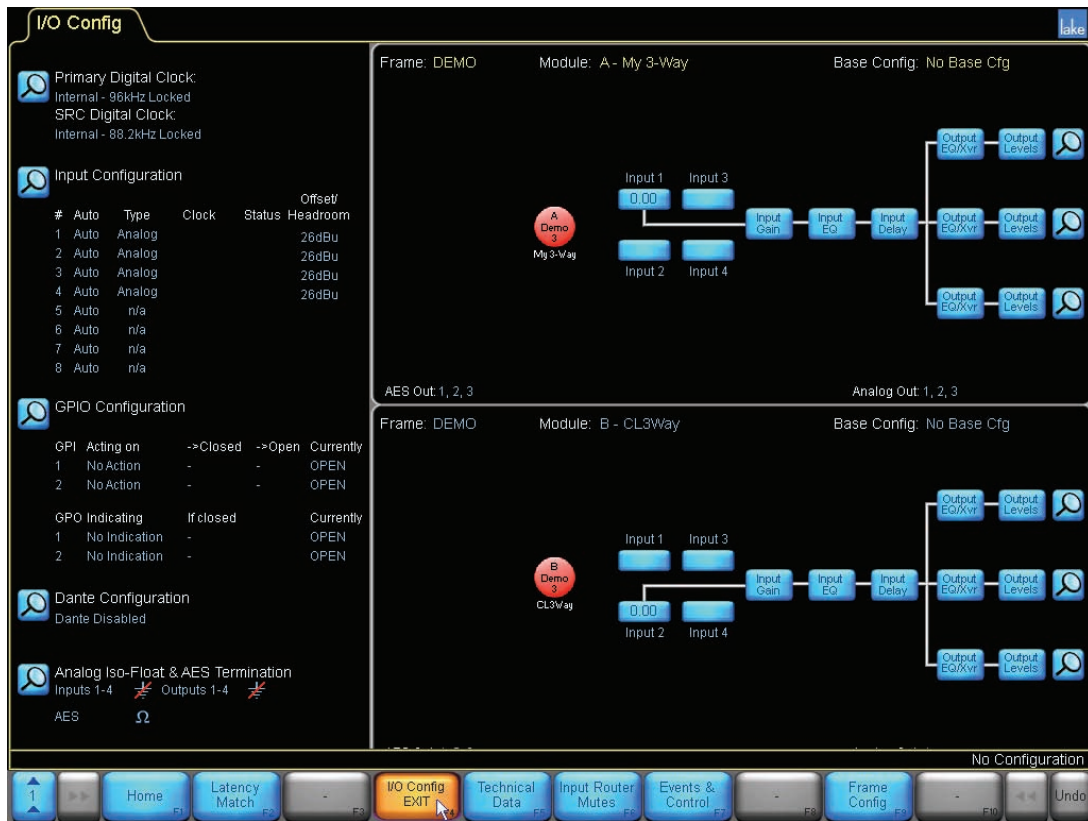 I/O Config
lake
Primary Digital Clock:
Internal - 96kHz Locked
SRC Digital Clock:
Internal - 88.2kHz Locked
Input Configuration
# Auto Type Clock Status Offset/ Headroom
1 Auto Analog 26dBu
2 Auto Analog 26dBu
3 Auto Analog 26dBu
4 Auto Analog 26dBu
5 Auto n/a
6 Auto n/a
7 Auto n/a
8 Auto n/a
GPIO Configuration
GPI Acting on ->Closed ->Open Currently
1 No Action - - OPEN
2 No Action - - OPEN
GPO Indicating If closed Currently
1 No Indication - OPEN
2 No Indication - OPEN
Dante Configuration
Dante Disabled
Analog Iso-Float & AES Termination
Inputs 1-4 Outputs 1-4
AES Ω
Frame: DEMO Module: A - My 3-Way Base Config: No Base Cfg
Output EQ/Xvr Output Levels
Input 1 Input 3
0.00
A Demo 3
My 3-Way
Input Gain Input EQ Input Delay Output EQ/Xvr Output Levels
Input 2 Input 4
Output EQ/Xvr Output Levels
AES Out: 1, 2, 3 Analog Out: 1, 2, 3
Frame: DEMO Module: B - CL3Way Base Config: No Base Cfg
Output EQ/Xvr Output Levels
Input 1 Input 3
B Demo 3
CL3Way
Input Gain Input EQ Input Delay Output EQ/Xvr Output Levels
0.00
Input 2 Input 4
Output EQ/Xvr Output Levels
No Configuration
1
Home F1
Latency Match F2
- F3
I/O Config EXIT F4
Technical Data F5
Input Router Mutes F6
Events & Control F7
- F8
Frame Config F9
- F10
Undo